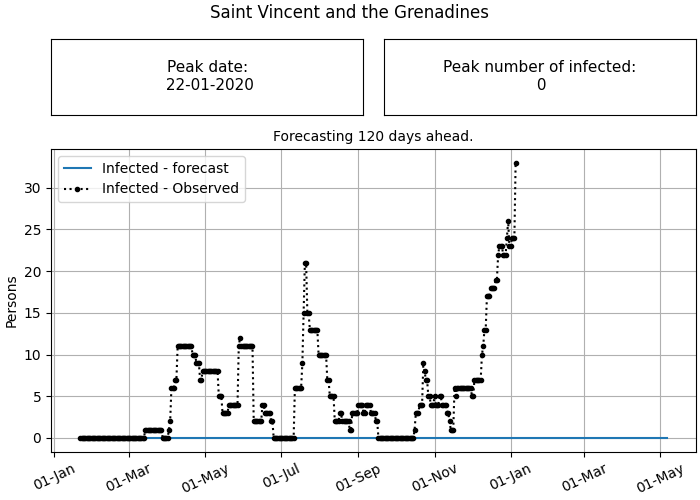 Saint Vincent and the Grenadines
Peak date:
22-01-2020
Peak number of infected:
0
Forecasting 120 days ahead.
Infected - forecast
Infected - Observed
Persons
30
25
20
15
10
5
0
01-Jan
01-Mar
01-May
01-Jul
01-Sep
01-Nov
01-Jan
01-Mar
01-May